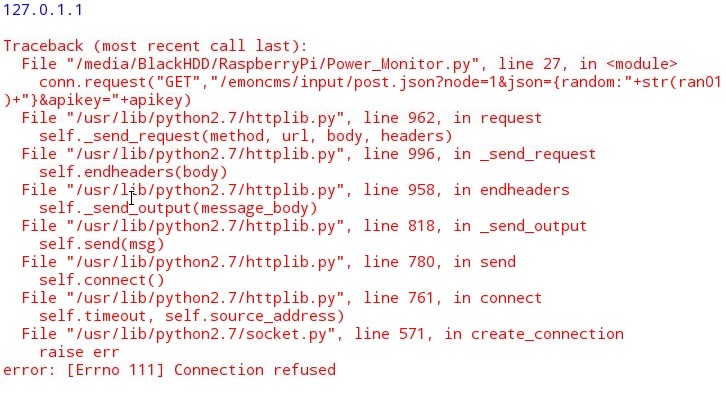 127.0.1.1
Traceback (most recent call last):
  File "/media/BlackHDD/RaspberryPi/Power_Monitor.py", line 27, in <module>
    conn.request("GET","/emoncms/input/post.json?node=1&json={random:"+str(ran01
)+"}&apikey="+apikey)
  File "/usr/lib/python2.7/httplib.py", line 962, in request
    self._send_request(method, url, body, headers)
  File "/usr/lib/python2.7/httplib.py", line 996, in _send_request
    self.endheaders(body)
  File "/usr/lib/python2.7/httplib.py", line 958, in endheaders
    self._send_output(message_body)
  File "/usr/lib/python2.7/httplib.py", line 818, in _send_output
    self.send(msg)
  File "/usr/lib/python2.7/httplib.py", line 780, in send
    self.connect()
  File "/usr/lib/python2.7/httplib.py", line 761, in connect
    self.timeout, self.source_address)
  File "/usr/lib/python2.7/socket.py", line 571, in create_connection
    raise err
error: [Errno 111] Connection refused